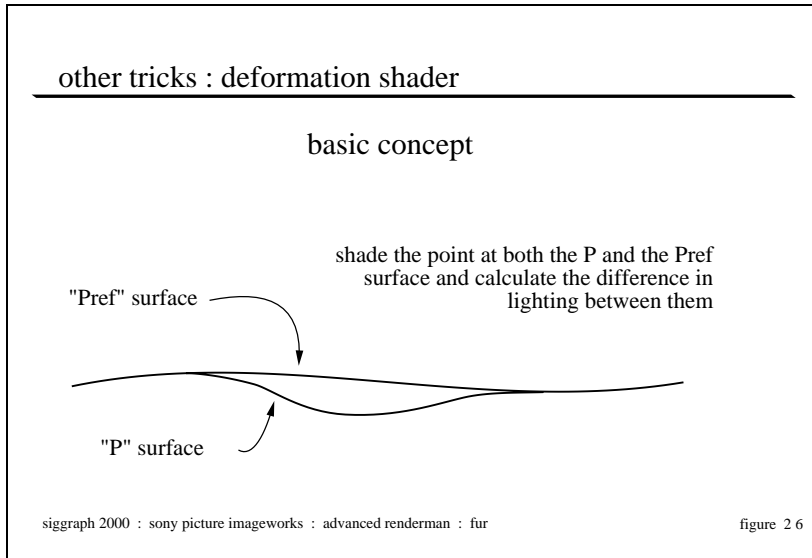 other tricks : deformation shader
basic concept
shade the point at both the P and the Pref
surface and calculate the difference in
lighting between them
"Pref" surface
"P" surface
siggraph 2000 : sony picture imageworks : advanced renderman : fur
figure 2 6